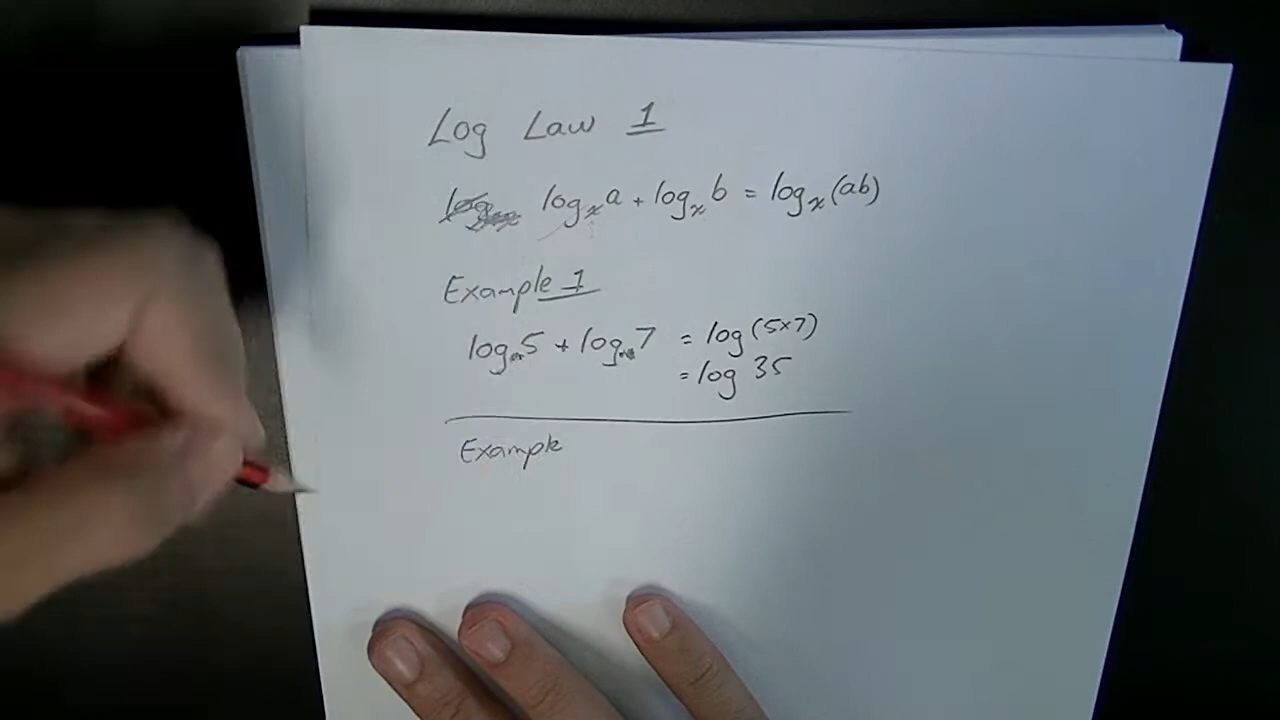 Log Law 1
logₓa + logₓb = logₓ(ab)
Example 1
log 5 + log 7 = log(5×7)
= log 35
Example